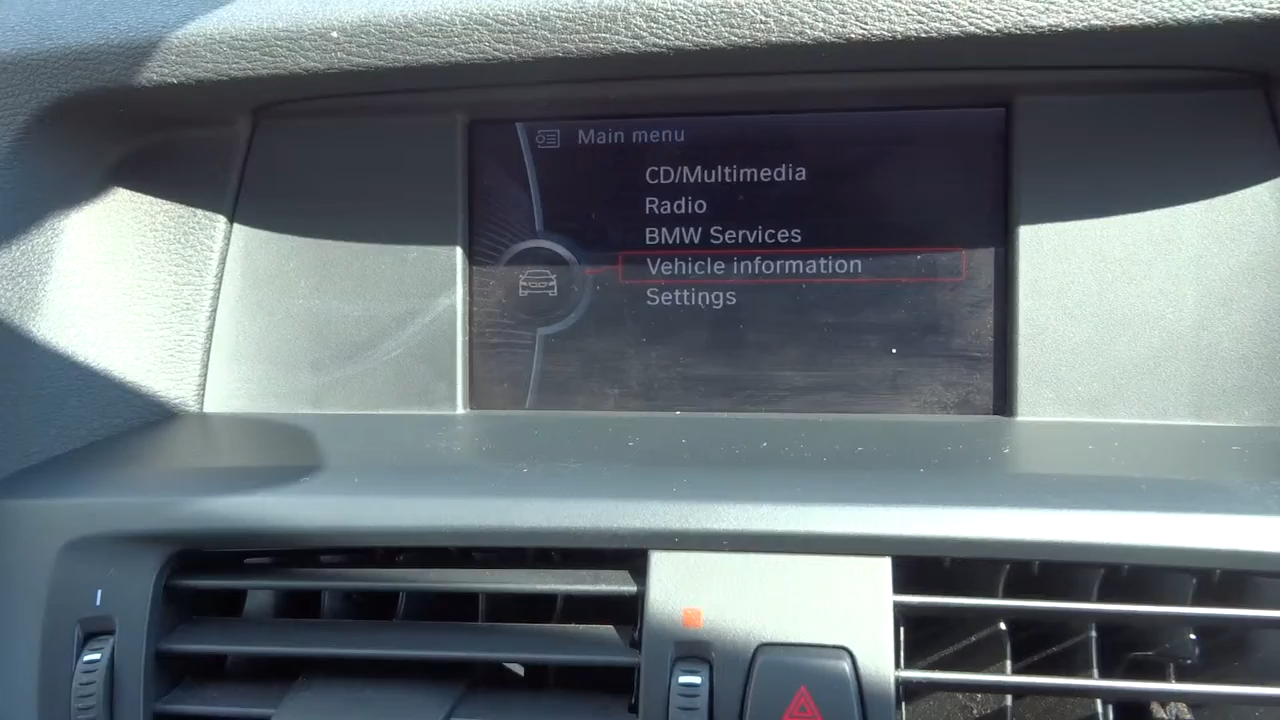 Main menu
CD/Multimedia
Radio
BMW Services
Vehicle information
Settings